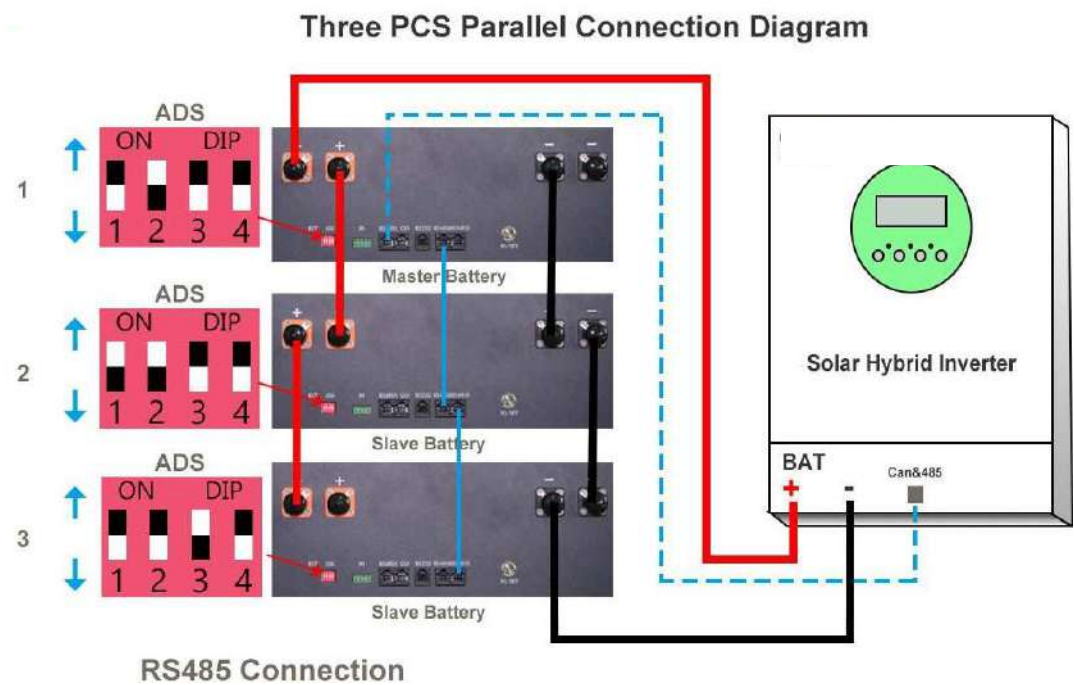 Three PCS Parallel Connection Diagram
ADS
ON DIP
1
1 2 3 4
+
- -
Master Battery
ADS
ON DIP
2
1 2 3 4
+
- -
Slave Battery
ADS
ON DIP
3
1 2 3 4
+
-
Slave Battery
RS485 Connection
Solar Hybrid Inverter
BAT
Can&485
+ -